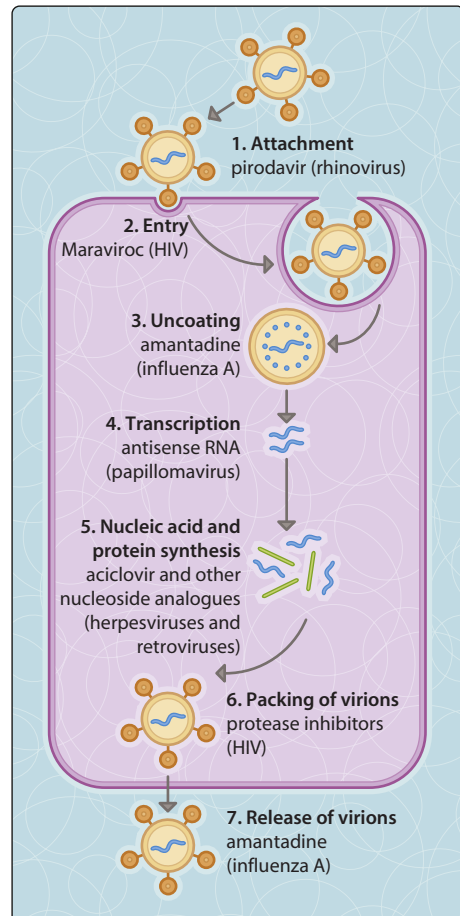 1. Attachment
pirodavir (rhinovirus)
2. Entry
Maraviroc (HIV)
3. Uncoating
amantadine
(influenza A)
4. Transcription
antisense RNA
(papillomavirus)
5. Nucleic acid and
protein synthesis
aciclovir and other
nucleoside analogues
(herpesviruses and
retroviruses)
6. Packing of virions
protease inhibitors
(HIV)
7. Release of virions
amantadine
(influenza A)